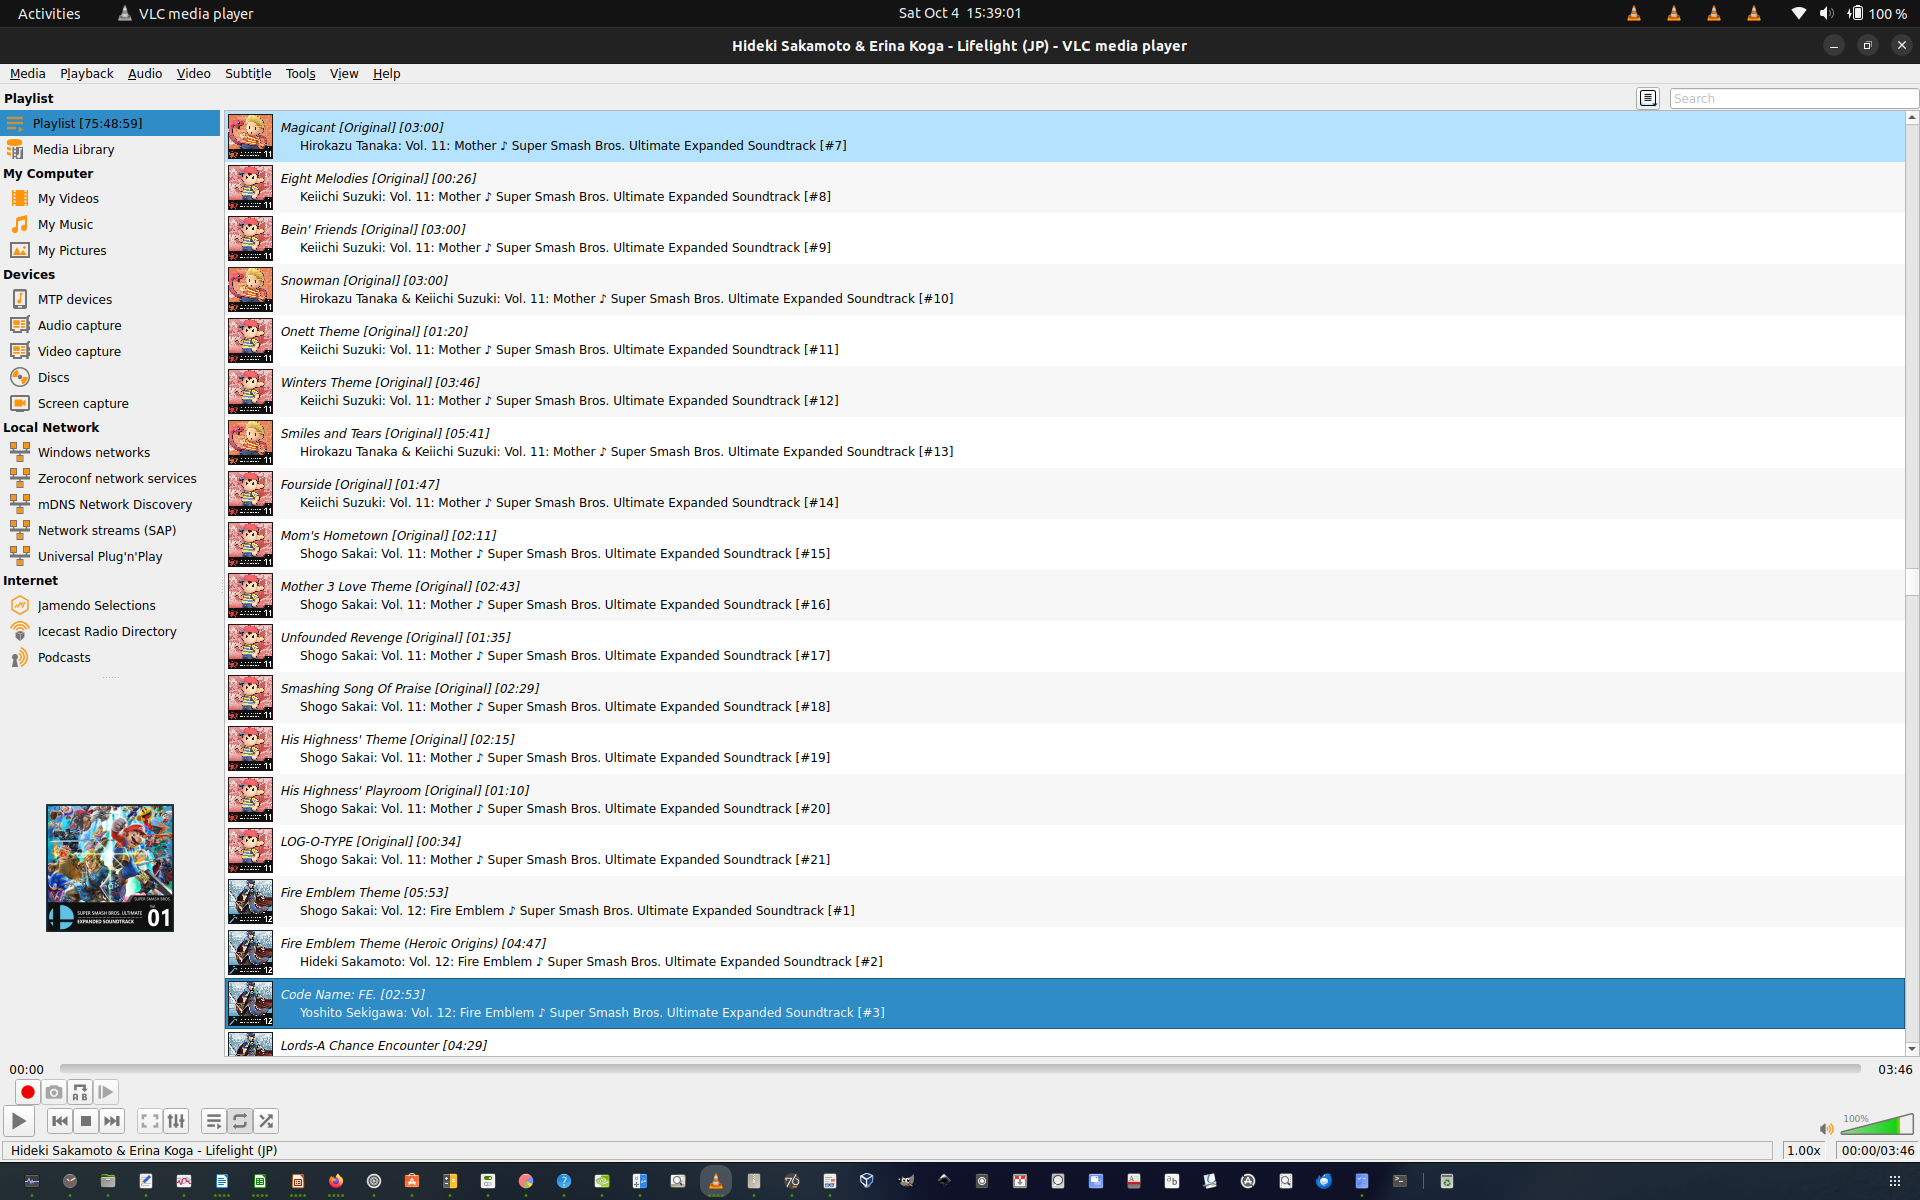 Activities
VLC media player
Sat Oct 4 15:39:01
100 %
Hideki Sakamoto & Erina Koga - Lifelight (JP) - VLC media player
Media Playback Audio Video Subtitle Tools View Help
Playlist
Search
Playlist [75:48:59]
Media Library
My Computer
My Videos
My Music
My Pictures
Devices
MTP devices
Audio capture
Video capture
Discs
Screen capture
Local Network
Windows networks
Zeroconf network services
mDNS Network Discovery
Network streams (SAP)
Universal Plug'n'Play
Internet
Jamendo Selections
Icecast Radio Directory
Podcasts
SUPER SMASH BROS. ULTIMATE
EXPANDED SOUNDTRACK
01
Magicant [Original] [03:00]
Hirokazu Tanaka: Vol. 11: Mother ♪ Super Smash Bros. Ultimate Expanded Soundtrack [#7]
Eight Melodies [Original] [00:26]
Keiichi Suzuki: Vol. 11: Mother ♪ Super Smash Bros. Ultimate Expanded Soundtrack [#8]
Bein' Friends [Original] [03:00]
Keiichi Suzuki: Vol. 11: Mother ♪ Super Smash Bros. Ultimate Expanded Soundtrack [#9]
Snowman [Original] [03:00]
Hirokazu Tanaka & Keiichi Suzuki: Vol. 11: Mother ♪ Super Smash Bros. Ultimate Expanded Soundtrack [#10]
Onett Theme [Original] [01:20]
Keiichi Suzuki: Vol. 11: Mother ♪ Super Smash Bros. Ultimate Expanded Soundtrack [#11]
Winters Theme [Original] [03:46]
Keiichi Suzuki: Vol. 11: Mother ♪ Super Smash Bros. Ultimate Expanded Soundtrack [#12]
Smiles and Tears [Original] [05:41]
Hirokazu Tanaka & Keiichi Suzuki: Vol. 11: Mother ♪ Super Smash Bros. Ultimate Expanded Soundtrack [#13]
Fourside [Original] [01:47]
Keiichi Suzuki: Vol. 11: Mother ♪ Super Smash Bros. Ultimate Expanded Soundtrack [#14]
Mom's Hometown [Original] [02:11]
Shogo Sakai: Vol. 11: Mother ♪ Super Smash Bros. Ultimate Expanded Soundtrack [#15]
Mother 3 Love Theme [Original] [02:43]
Shogo Sakai: Vol. 11: Mother ♪ Super Smash Bros. Ultimate Expanded Soundtrack [#16]
Unfounded Revenge [Original] [01:35]
Shogo Sakai: Vol. 11: Mother ♪ Super Smash Bros. Ultimate Expanded Soundtrack [#17]
Smashing Song Of Praise [Original] [02:29]
Shogo Sakai: Vol. 11: Mother ♪ Super Smash Bros. Ultimate Expanded Soundtrack [#18]
His Highness' Theme [Original] [02:15]
Shogo Sakai: Vol. 11: Mother ♪ Super Smash Bros. Ultimate Expanded Soundtrack [#19]
His Highness' Playroom [Original] [01:10]
Shogo Sakai: Vol. 11: Mother ♪ Super Smash Bros. Ultimate Expanded Soundtrack [#20]
LOG-O-TYPE [Original] [00:34]
Shogo Sakai: Vol. 11: Mother ♪ Super Smash Bros. Ultimate Expanded Soundtrack [#21]
Fire Emblem Theme [05:53]
Shogo Sakai: Vol. 12: Fire Emblem ♪ Super Smash Bros. Ultimate Expanded Soundtrack [#1]
Fire Emblem Theme (Heroic Origins) [04:47]
Hideki Sakamoto: Vol. 12: Fire Emblem ♪ Super Smash Bros. Ultimate Expanded Soundtrack [#2]
Code Name: FE. [02:53]
Yoshito Sekigawa: Vol. 12: Fire Emblem ♪ Super Smash Bros. Ultimate Expanded Soundtrack [#3]
Lords-A Chance Encounter [04:29]
00:00
03:46
100%
Hideki Sakamoto & Erina Koga - Lifelight (JP)
1.00x
00:00/03:46